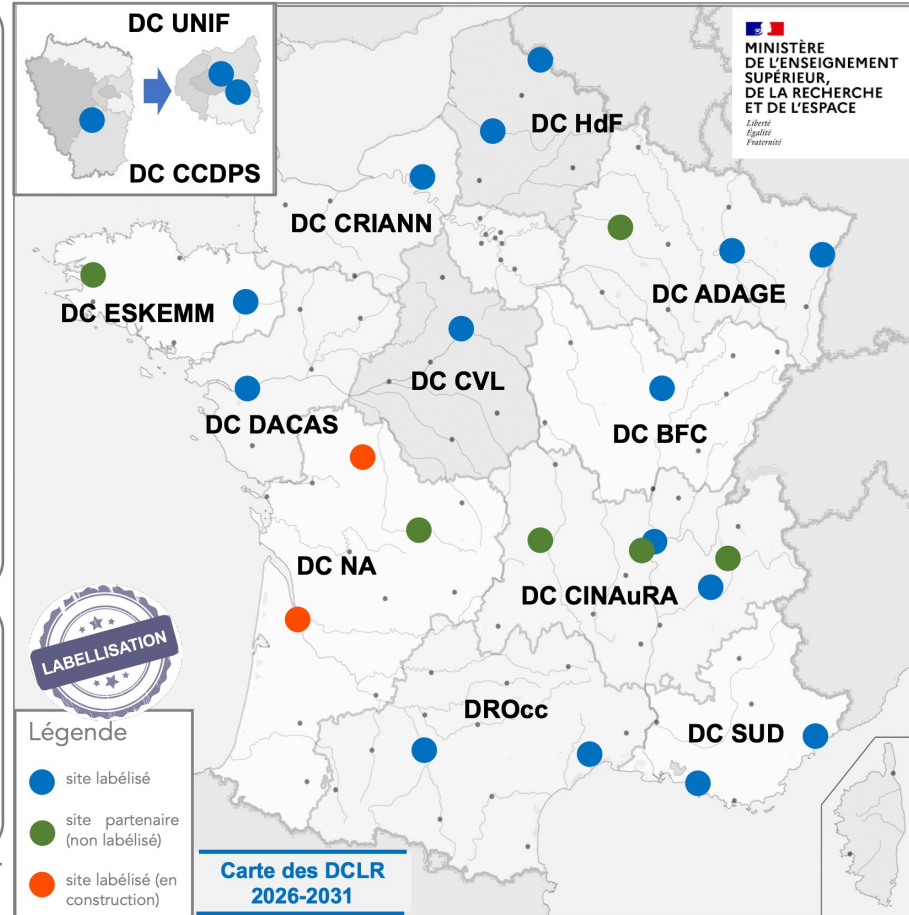 DC UNIF
DC CCDPS
MINISTÈRE
DE L'ENSEIGNEMENT
SUPÉRIEUR,
DE LA RECHERCHE
ET DE L'ESPACE
Liberté
Égalité
Fraternité
DC HdF
DC CRIANN
DC ADAGE
DC ESKEMM
DC CVL
DC DACAS
DC BFC
DC NA
DC CINAuRA
LABELLISATION
DROcc
DC SUD
Légende
site labélisé
site partenaire
(non labélisé)
site labélisé (en
construction)
Carte des DCLR
2026-2031